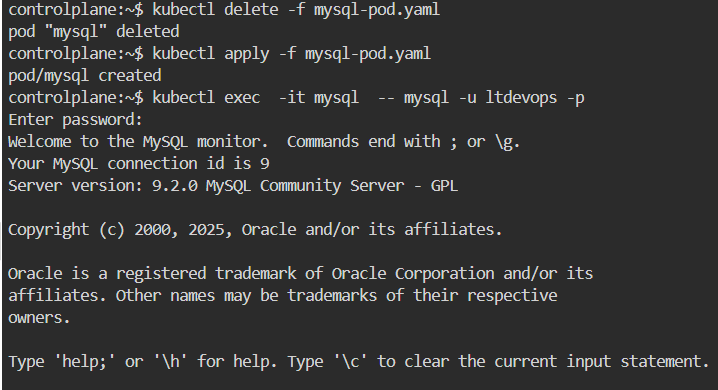 controlplane:~$ kubectl delete -f mysql-pod.yaml
pod "mysql" deleted
controlplane:~$ kubectl apply -f mysql-pod.yaml
pod/mysql created
controlplane:~$ kubectl exec  -it mysql  -- mysql -u ltdevops -p
Enter password:
Welcome to the MySQL monitor.  Commands end with ; or \g.
Your MySQL connection id is 9
Server version: 9.2.0 MySQL Community Server - GPL

Copyright (c) 2000, 2025, Oracle and/or its affiliates.

Oracle is a registered trademark of Oracle Corporation and/or its
affiliates. Other names may be trademarks of their respective
owners.

Type 'help;' or '\h' for help. Type '\c' to clear the current input statement.